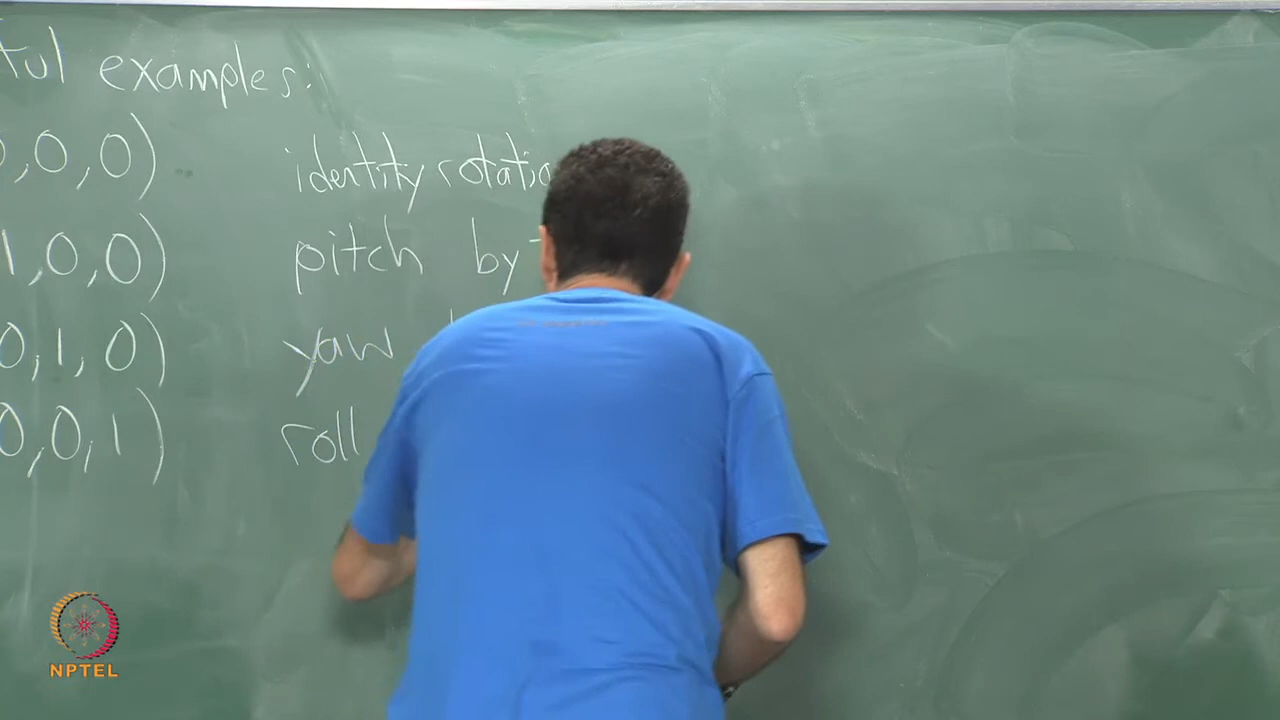 examples:
,0,0) identity rotatio
1,0,0) pitch by
0,1,0) yaw
0,0,1) roll
NPTEL